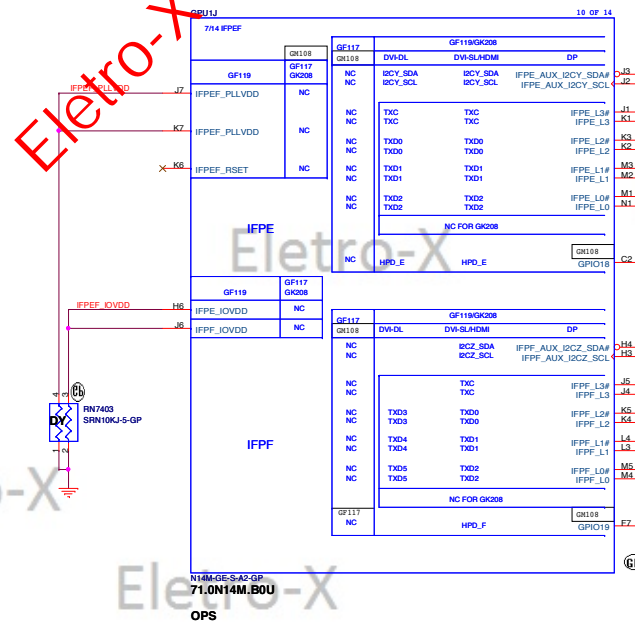 GPU1J
10 OF 14
7/14 IFPEF
GM108
GF119
GF117
GK208
IFPEF_PLLVDD
J7
IFPEF_PLLVDD
NC
K7
IFPEF_PLLVDD
NC
K6
IFPEF_RSET
NC
GF117
GM108
GF119/GK208
DVI-DL
DVI-SL/HDMI
DP
NC
I2CY_SDA
I2CY_SDA
IFPE_AUX_I2CY_SDA#
J3
NC
I2CY_SCL
I2CY_SCL
IFPE_AUX_I2CY_SCL
J2
NC
TXC
TXC
IFPE_L3#
J1
NC
TXC
TXC
IFPE_L3
K1
NC
TXD0
TXD0
IFPE_L2#
K3
NC
TXD0
TXD0
IFPE_L2
K2
NC
TXD1
TXD1
IFPE_L1#
M3
NC
TXD1
TXD1
IFPE_L1
M2
NC
TXD2
TXD2
IFPE_L0#
M1
NC
TXD2
TXD2
IFPE_L0
N1
NC FOR GK208
IFPE
GM108
NC
HPD_E
HPD_E
GPIO18
C2
GF119
GF117
GK208
IFPEF_IOVDD
H6
IFPE_IOVDD
NC
J6
IFPF_IOVDD
NC
GF117
GM108
GF119/GK208
DVI-DL
DVI-SL/HDMI
DP
NC
I2CZ_SDA
IFPF_AUX_I2CZ_SDA#
H4
NC
I2CZ_SCL
IFPF_AUX_I2CZ_SCL
H3
NC
TXC
IFPF_L3#
J5
NC
TXC
IFPF_L3
J4
NC
TXD3
TXD0
IFPF_L2#
K5
NC
TXD3
TXD0
IFPF_L2
K4
NC
TXD4
TXD1
IFPF_L1#
L4
NC
TXD4
TXD1
IFPF_L1
L3
NC
TXD5
TXD2
IFPF_L0#
M5
NC
TXD5
TXD2
IFPF_L0
M4
NC FOR GK208
IFPF
GF117
GM108
NC
HPD_F
GPIO19
F7
4
3
DY
RN7403
SRN10KJ-5-GP
1
2
N14M-GE-S-A2-GP
71.0N14M.B0U
OPS
Eletro-X
Eletro-X
Eletro-X
-X